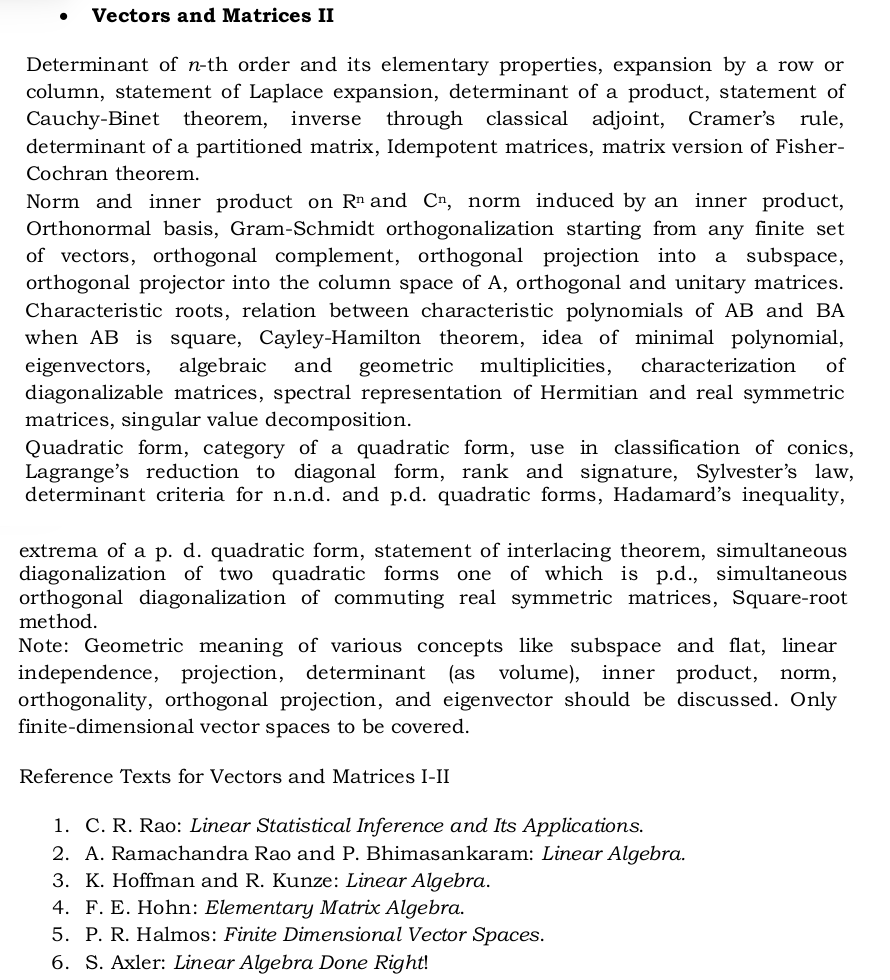 • Vectors and Matrices II
Determinant of n-th order and its elementary properties, expansion by a row or
column, statement of Laplace expansion, determinant of a product, statement of
Cauchy-Binet theorem, inverse through classical adjoint, Cramer's rule,
determinant of a partitioned matrix, Idempotent matrices, matrix version of Fisher-
Cochran theorem.
Norm and inner product on Rⁿ and Cⁿ, norm induced by an inner product,
Orthonormal basis, Gram-Schmidt orthogonalization starting from any finite set
of vectors, orthogonal complement, orthogonal projection into a subspace,
orthogonal projector into the column space of A, orthogonal and unitary matrices.
Characteristic roots, relation between characteristic polynomials of AB and BA
when AB is square, Cayley-Hamilton theorem, idea of minimal polynomial,
eigenvectors, algebraic and geometric multiplicities, characterization of
diagonalizable matrices, spectral representation of Hermitian and real symmetric
matrices, singular value decomposition.
Quadratic form, category of a quadratic form, use in classification of conics,
Lagrange's reduction to diagonal form, rank and signature, Sylvester's law,
determinant criteria for n.n.d. and p.d. quadratic forms, Hadamard's inequality,
extrema of a p. d. quadratic form, statement of interlacing theorem, simultaneous
diagonalization of two quadratic forms one of which is p.d., simultaneous
orthogonal diagonalization of commuting real symmetric matrices, Square-root
method.
Note: Geometric meaning of various concepts like subspace and flat, linear
independence, projection, determinant (as volume), inner product, norm,
orthogonality, orthogonal projection, and eigenvector should be discussed. Only
finite-dimensional vector spaces to be covered.
Reference Texts for Vectors and Matrices I-II
1. C. R. Rao: Linear Statistical Inference and Its Applications.
2. A. Ramachandra Rao and P. Bhimasankaram: Linear Algebra.
3. K. Hoffman and R. Kunze: Linear Algebra.
4. F. E. Hohn: Elementary Matrix Algebra.
5. P. R. Halmos: Finite Dimensional Vector Spaces.
6. S. Axler: Linear Algebra Done Right!